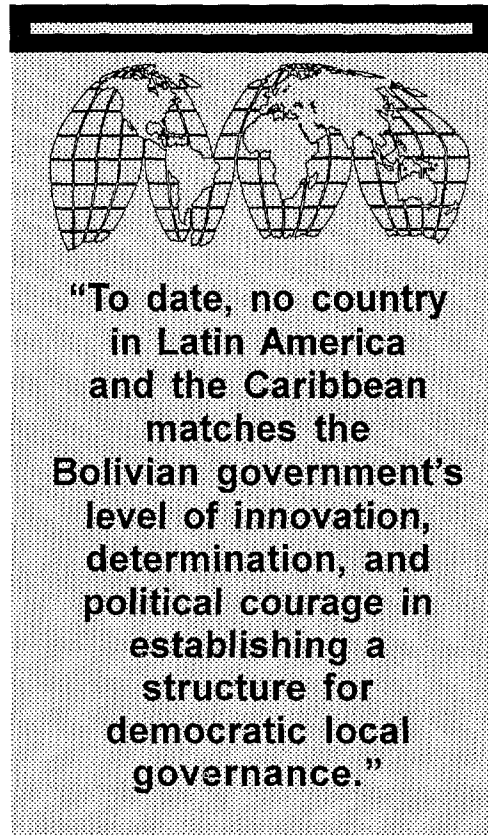 “To date, no country
in Latin America
and the Caribbean
matches the
Bolivian government’s
level of innovation,
determination, and
political courage in
establishing a
structure for
democratic local
governance.”